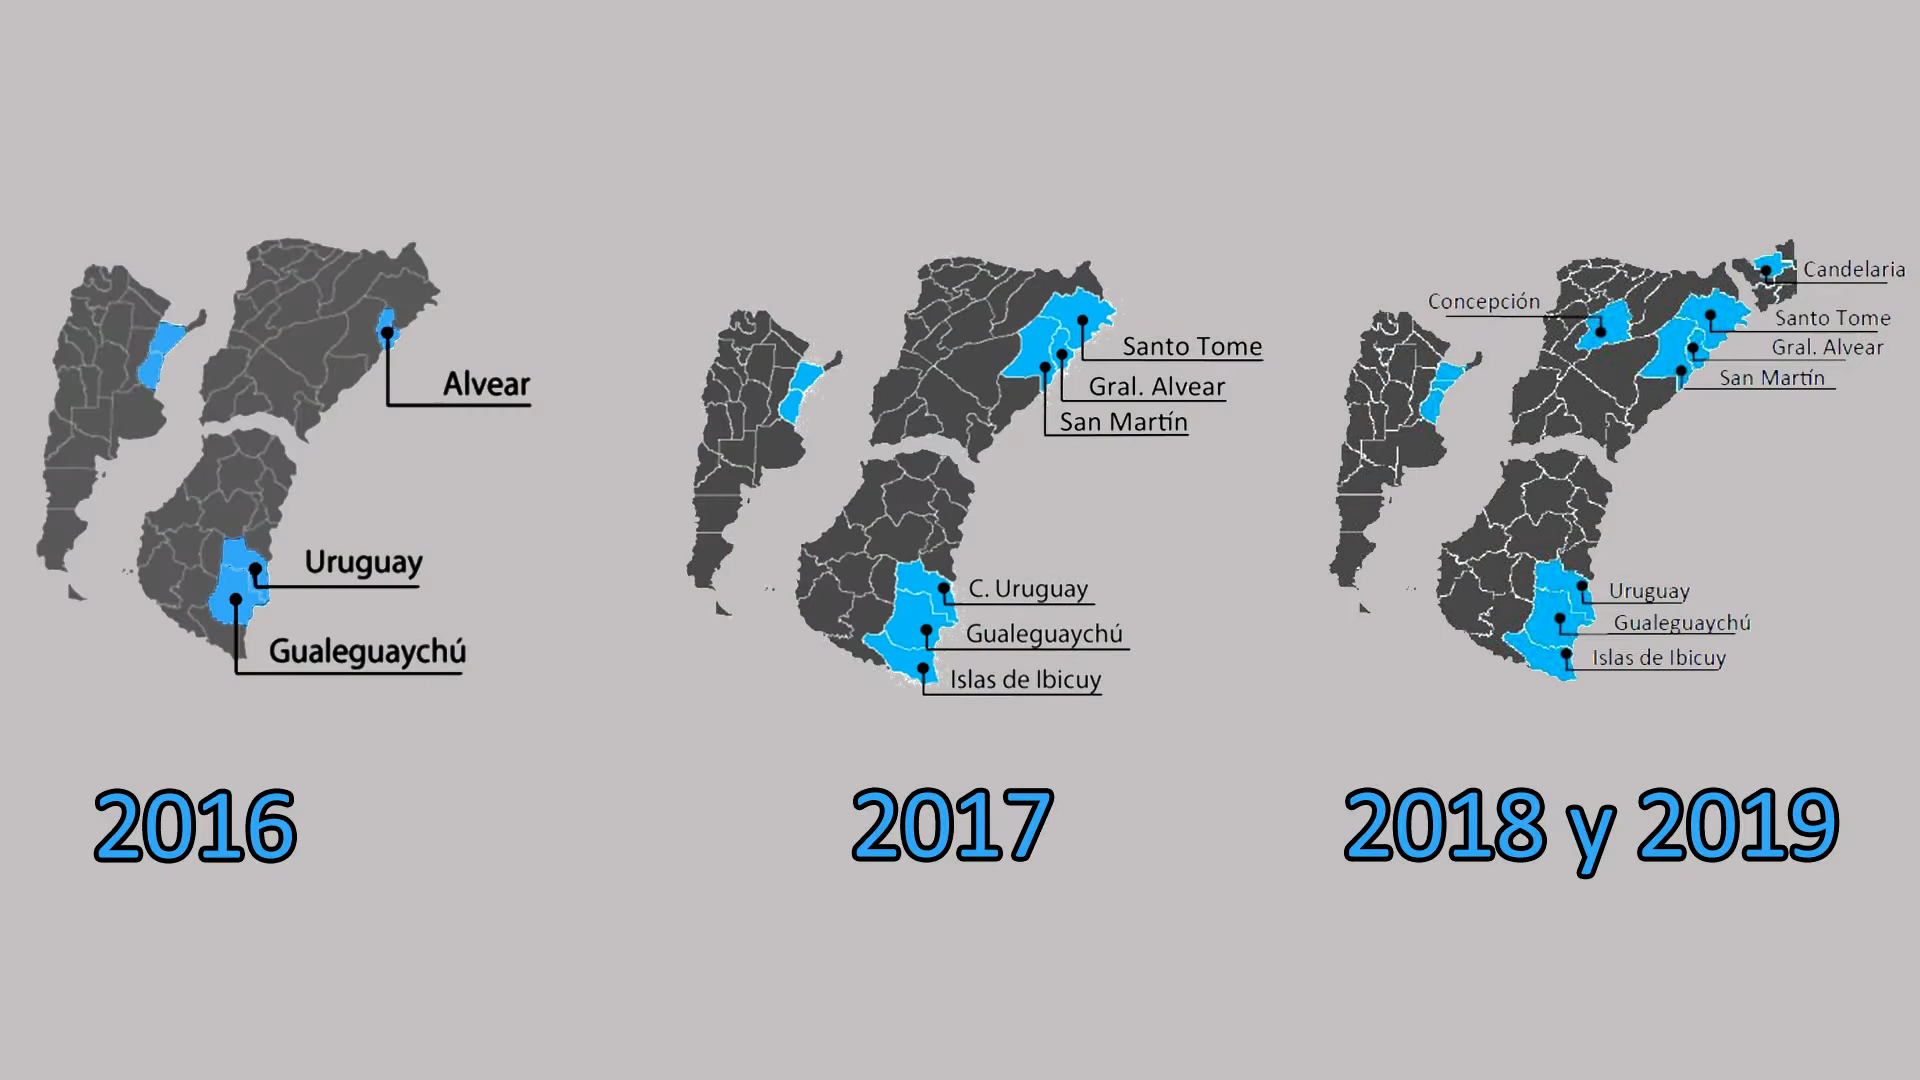 Alvear
Uruguay
Gualeguaychú
2016
Santo Tome
Gral. Alvear
San Martín
C. Uruguay
Gualeguaychú
Islas de Ibicuy
2017
Candelaria
Concepción
Santo Tome
Gral. Alvear
San Martín
Uruguay
Gualeguaychú
Islas de Ibicuy
2018 y 2019